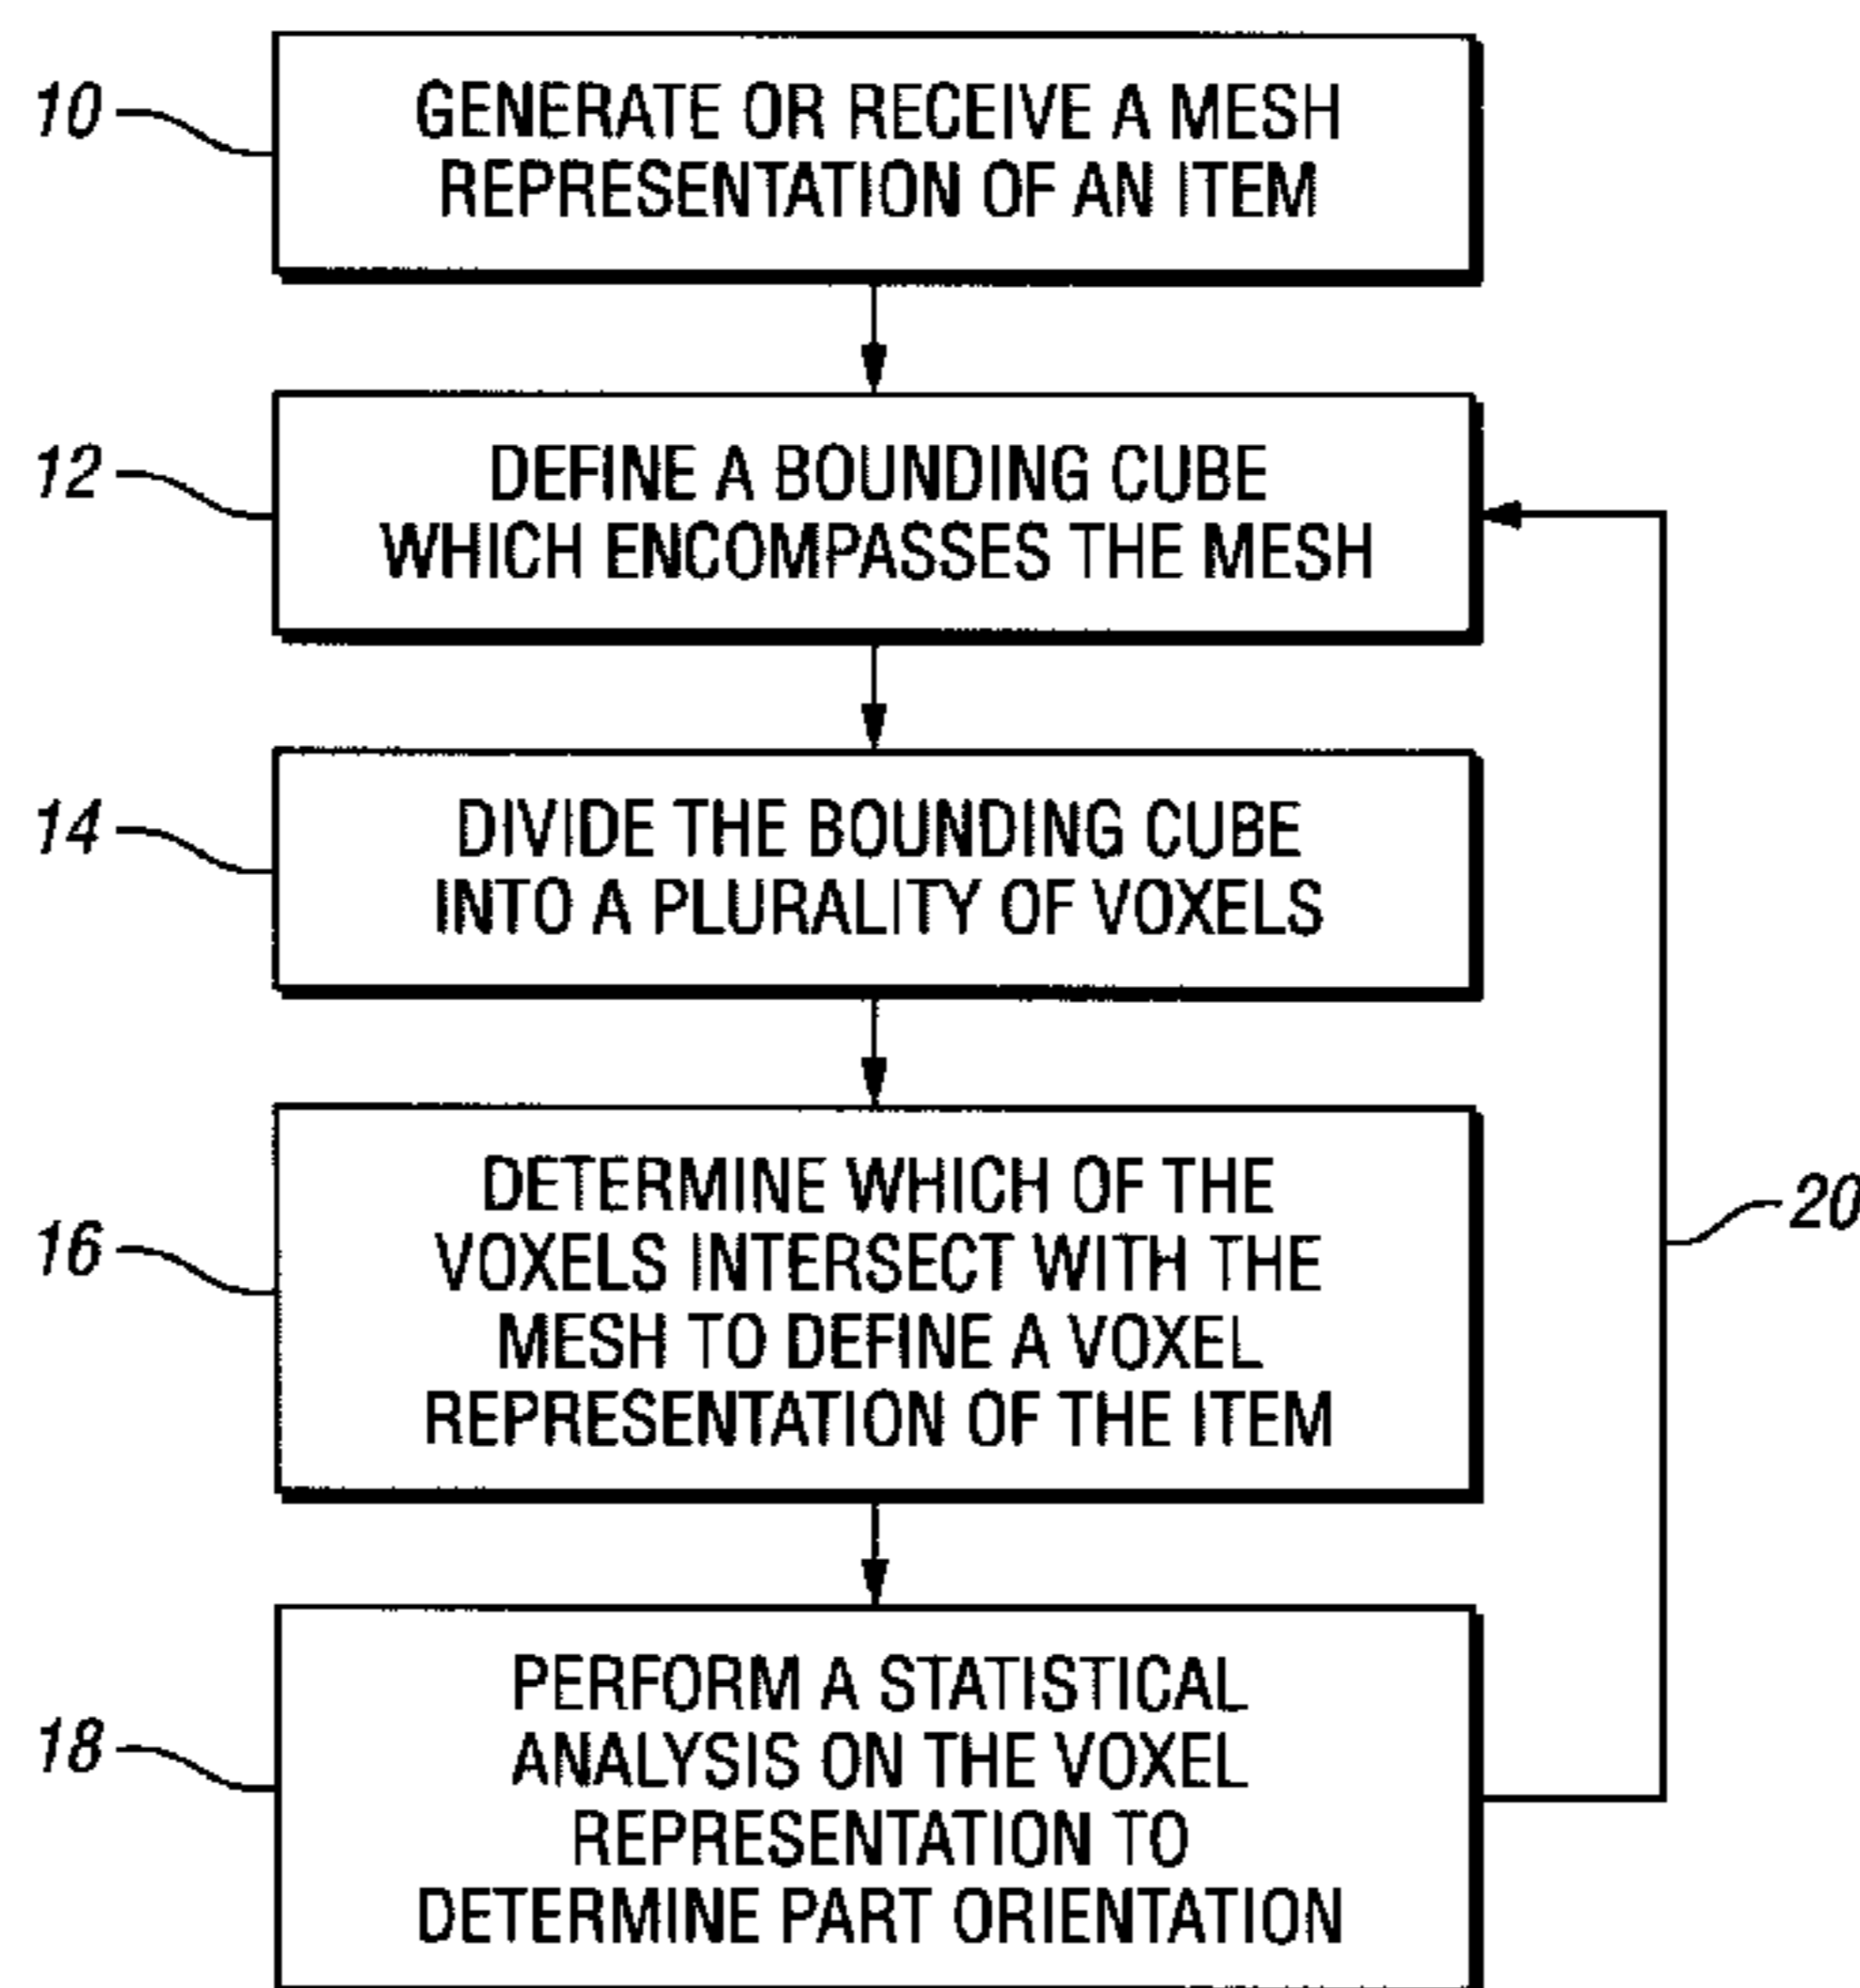 10
GENERATE OR RECEIVE A MESH
REPRESENTATION OF AN ITEM
12
DEFINE A BOUNDING CUBE
WHICH ENCOMPASSES THE MESH
14
DIVIDE THE BOUNDING CUBE
INTO A PLURALITY OF VOXELS
16
DETERMINE WHICH OF THE
VOXELS INTERSECT WITH THE
MESH TO DEFINE A VOXEL
REPRESENTATION OF THE ITEM
20
18
PERFORM A STATISTICAL
ANALYSIS ON THE VOXEL
REPRESENTATION TO
DETERMINE PART ORIENTATION